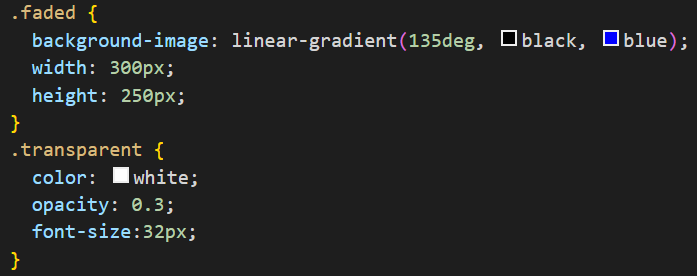 .faded {
  background-image: linear-gradient(135deg, black, blue);
  width: 300px;
  height: 250px;
}
.transparent {
  color: white;
  opacity: 0.3;
  font-size:32px;
}